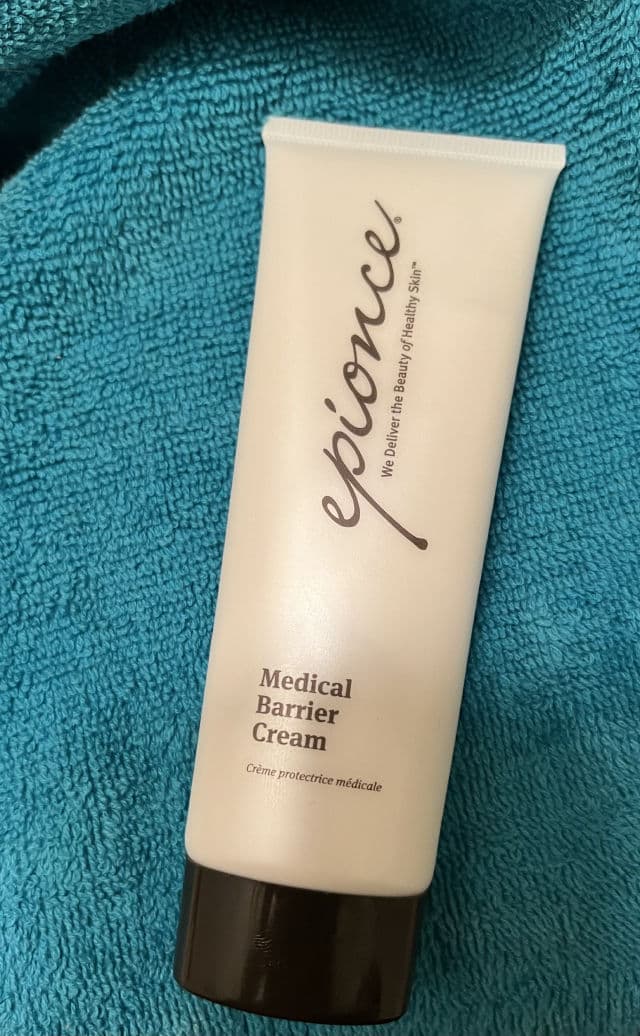 epionce®
We Deliver the Beauty of Healthy Skin™
Medical
Barrier
Cream
Crème protectrice médicale